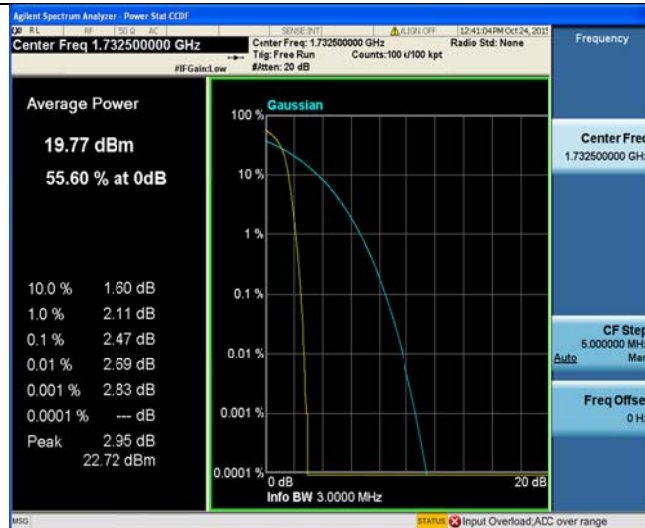 Agilent Spectrum Analyzer - Power Stat CCDF
RL RF 50 Ω AC SENSE:INT ALIGN OFF 12:41:04 PM Oct 24, 201
Center Freq 1.732500000 GHz
Center Freq: 1.732500000 GHz Radio Std: None
Trig: Free Run Counts:100 k/100 kpt
#IFGain:Low #Atten: 20 dB
Frequency
Average Power
19.77 dBm
55.60 % at 0dB
10.0 % 1.60 dB
1.0 % 2.11 dB
0.1 % 2.47 dB
0.01 % 2.69 dB
0.001 % 2.83 dB
0.0001 % --- dB
Peak 2.95 dB
22.72 dBm
Gaussian
100 %
10 %
1 %
0.1 %
0.01 %
0.001 %
0.0001 %
0 dB 20 dB
Info BW 3.0000 MHz
Center Freq
1.732500000 GHz
CF Step
5.000000 MHz
Auto Man
Freq Offse
0 Hz
MSG STATUS Input Overload;ADC over range